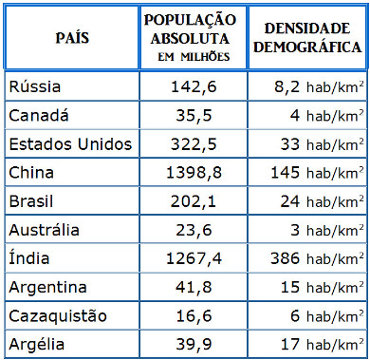 PAÍS POPULAÇÃO ABSOLUTA EM MILHÕES DENSIDADE DEMOGRÁFICA
Rússia 142,6 8,2 hab/km²
Canadá 35,5 4 hab/km²
Estados Unidos 322,5 33 hab/km²
China 1398,8 145 hab/km²
Brasil 202,1 24 hab/km²
Austrália 23,6 3 hab/km²
Índia 1267,4 386 hab/km²
Argentina 41,8 15 hab/km²
Cazaquistão 16,6 6 hab/km²
Argélia 39,9 17 hab/km²